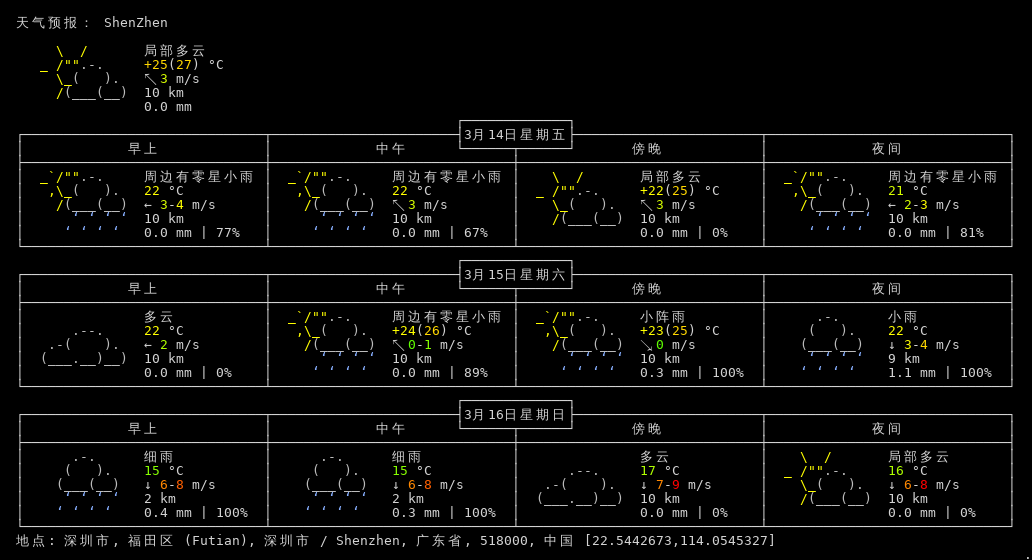 天气预报： ShenZhen
局部多云
+25(27) °C
↖3 m/s
10 km
0.0 mm
3月14日星期五
早上 中午 傍晚 夜间
周边有零星小雨 周边有零星小雨 局部多云 周边有零星小雨
22 °C 22 °C +22(25) °C 21 °C
← 3-4 m/s ↖3 m/s ↖3 m/s ← 2-3 m/s
10 km 10 km 10 km 10 km
0.0 mm | 77% 0.0 mm | 67% 0.0 mm | 0% 0.0 mm | 81%
3月15日星期六
早上 中午 傍晚 夜间
多云 周边有零星小雨 小阵雨 小雨
22 °C +24(26) °C +23(25) °C 22 °C
← 2 m/s ↖0-1 m/s ↘0 m/s ↓ 3-4 m/s
10 km 10 km 10 km 9 km
0.0 mm | 0% 0.0 mm | 89% 0.3 mm | 100% 1.1 mm | 100%
3月16日星期日
早上 中午 傍晚 夜间
细雨 细雨 多云 局部多云
15 °C 15 °C 17 °C 16 °C
↓ 6-8 m/s ↓ 6-8 m/s ↓ 7-9 m/s ↓ 6-8 m/s
2 km 2 km 10 km 10 km
0.4 mm | 100% 0.3 mm | 100% 0.0 mm | 0% 0.0 mm | 0%
地点: 深圳市, 福田区 (Futian), 深圳市 / Shenzhen, 广东省, 518000, 中国 [22.5442673,114.0545327]